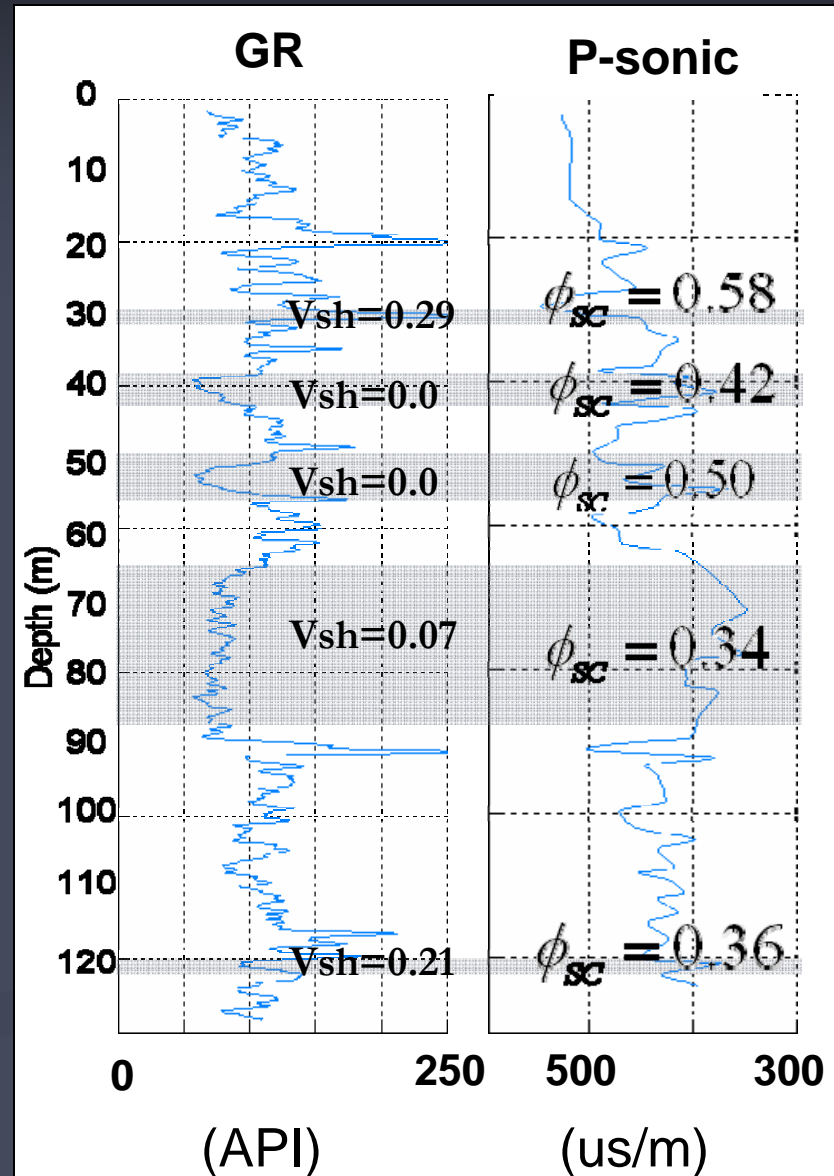 GR
P-sonic
0
10
20
30
40
50
60
70
80
90
100
110
120
Depth (m)
Vsh=0.29
Vsh=0.0
Vsh=0.0
Vsh=0.07
Vsh=0.21
ϕSC = 0.58
ϕSC = 0.42
ϕSC = 0.50
ϕSC = 0.34
ϕSC = 0.36
0 250
500 300
(API)
(us/m)